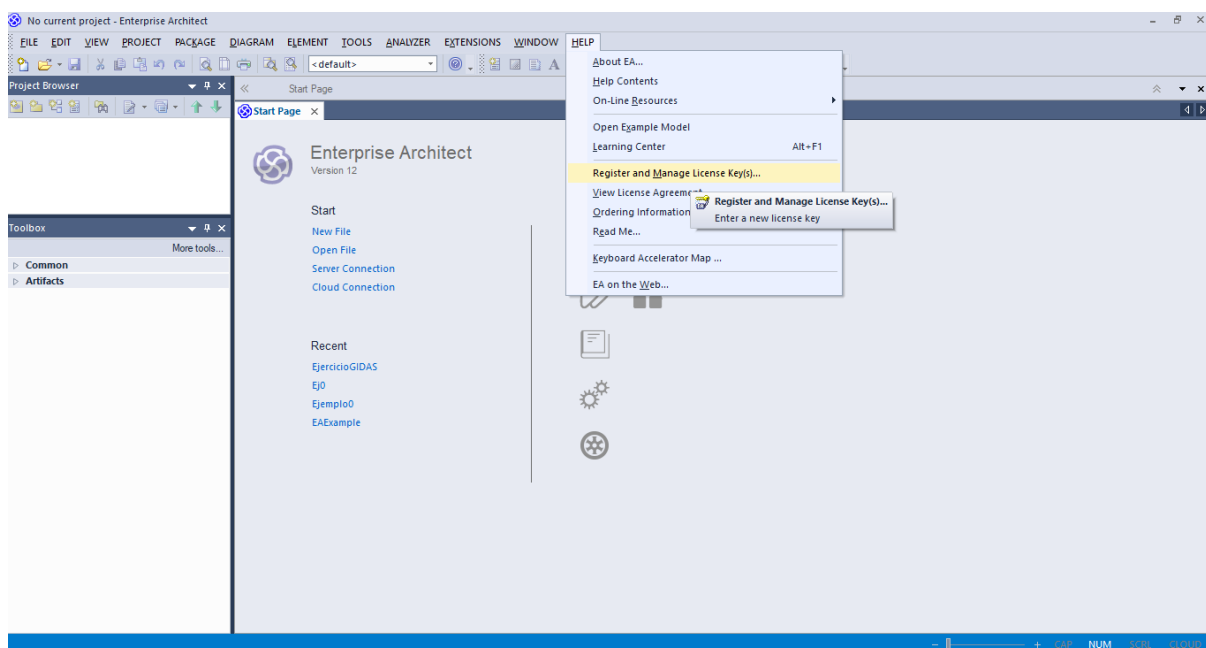 No current project - Enterprise Architect
FILE EDIT VIEW PROJECT PACKAGE DIAGRAM ELEMENT TOOLS ANALYZER EXTENSIONS WINDOW HELP
<default>
A
Project Browser
Start Page
Start Page
Enterprise Architect
Version 12
Start
New File
Open File
Server Connection
Cloud Connection
Recent
EjercicioGIDAS
Ej0
Ejemplo0
EAExample
Toolbox
More tools...
Common
Artifacts
About EA...
Help Contents
On-Line Resources
Open Example Model
Learning Center Alt+F1
Register and Manage License Key(s)...
View License Agreement
Ordering Information
Read Me...
Keyboard Accelerator Map ...
EA on the Web...
Register and Manage License Key(s)...
Enter a new license key
CAP NUM SCRL CLOUD